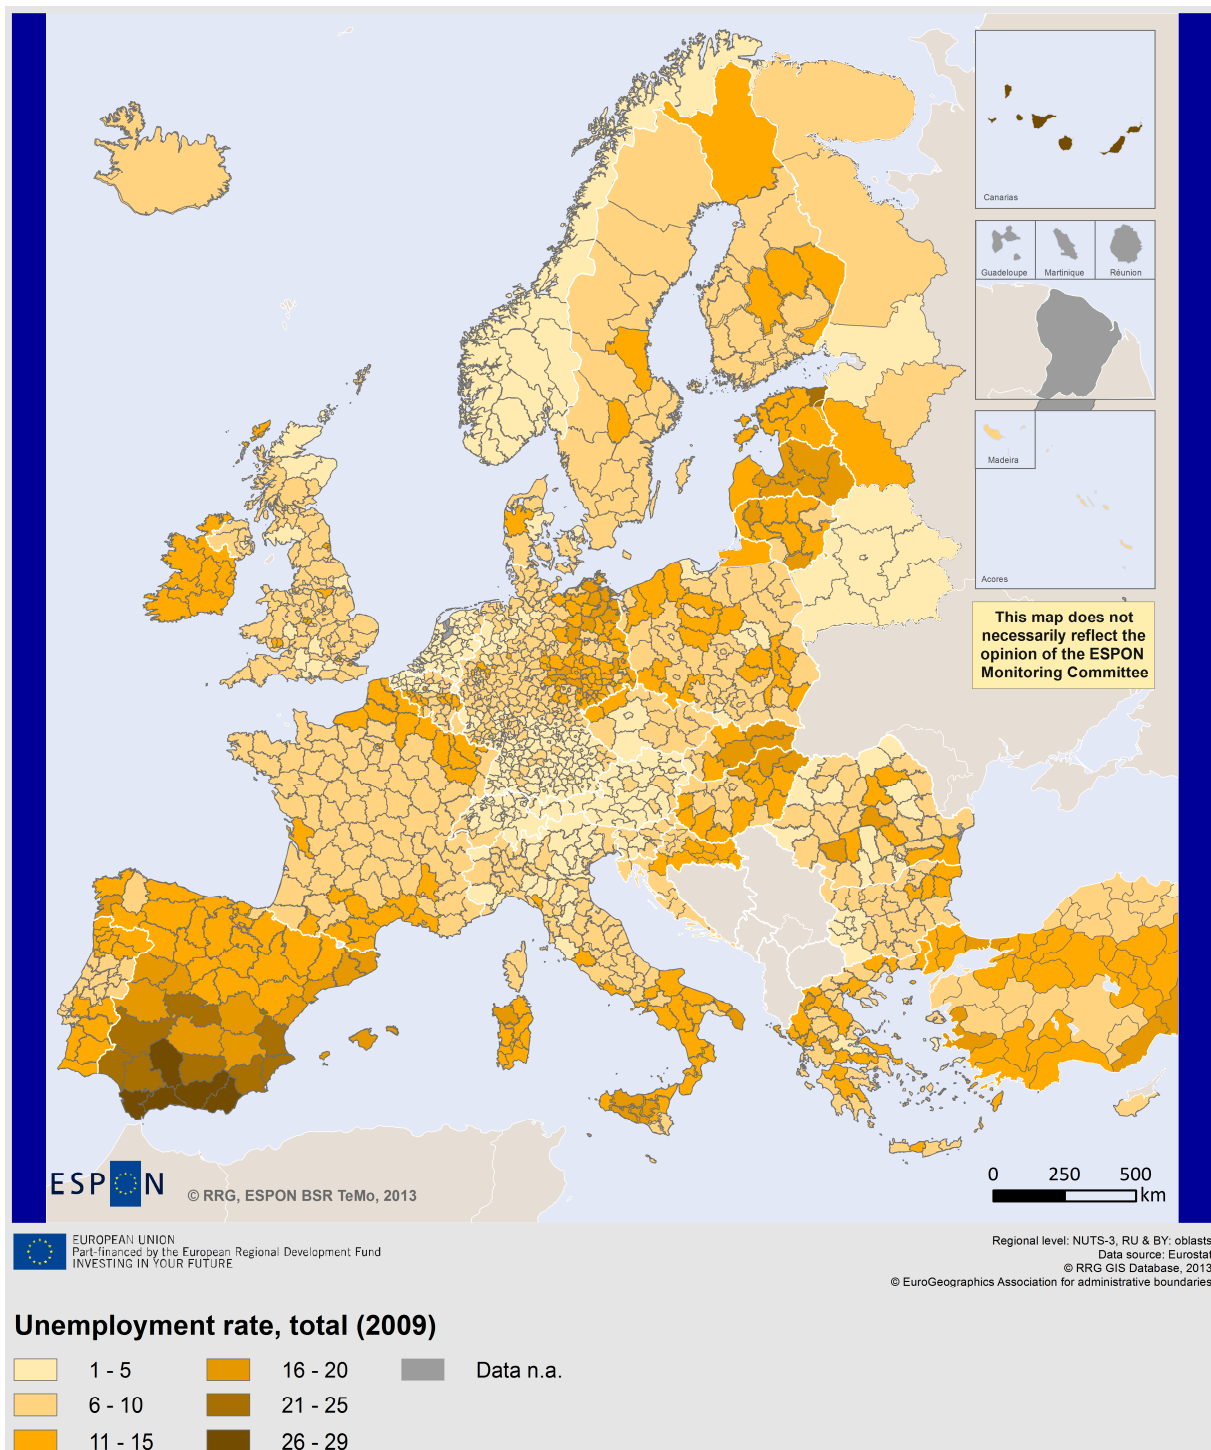 Canarias
Guadeloupe
Martinique
Réunion
Madeira
Acores
This map does not
necessarily reflect the
opinion of the ESPON
Monitoring Committee
ESPON
© RRG, ESPON BSR TeMo, 2013
0 250 500
km
EUROPEAN UNION
Part-financed by the European Regional Development Fund
INVESTING IN YOUR FUTURE
Regional level: NUTS-3, RU & BY: oblasts
Data source: Eurostat
© RRG GIS Database, 2013
© EuroGeographics Association for administrative boundaries
Unemployment rate, total (2009)
1 - 5
6 - 10
11 - 15
16 - 20
21 - 25
26 - 29
Data n.a.